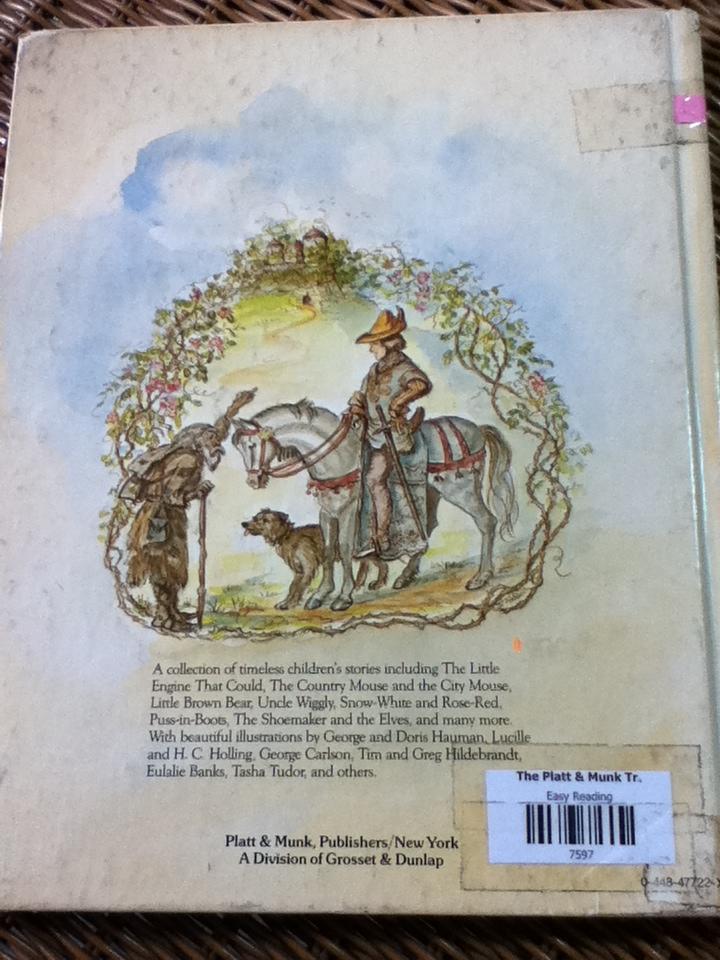 A collection of timeless children's stories including The Little
Engine That Could, The Country Mouse and the City Mouse,
Little Brown Bear, Uncle Wiggly, Snow-White and Rose-Red,
Puss-in-Boots, The Shoemaker and the Elves, and many more.
With beautiful illustrations by George and Doris Hauman, Lucille
and H. C. Holling, George Carlson, Tim and Greg Hildebrandt,
Eulalie Banks, Tasha Tudor, and others.
The Platt & Munk Tr.
Easy Reading
7597
Platt & Munk, Publishers/New York
A Division of Grosset & Dunlap
0-448-47722-X